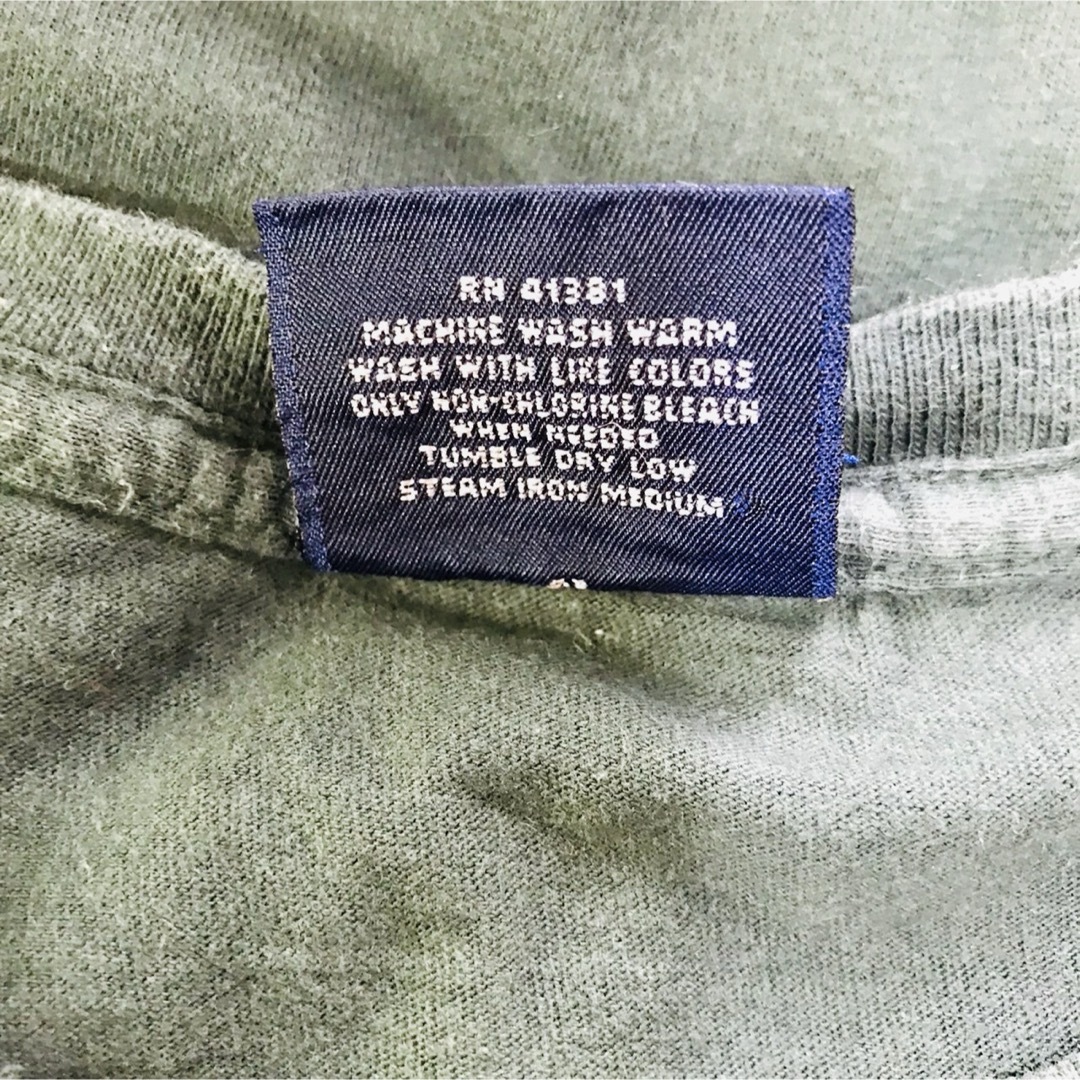 RN 41381
MACHINE WASH WARM
WASH WITH LIKE COLORS
ONLY NON-CHLORINE BLEACH
WHEN NEEDED
TUMBLE DRY LOW
STEAM IRON MEDIUM